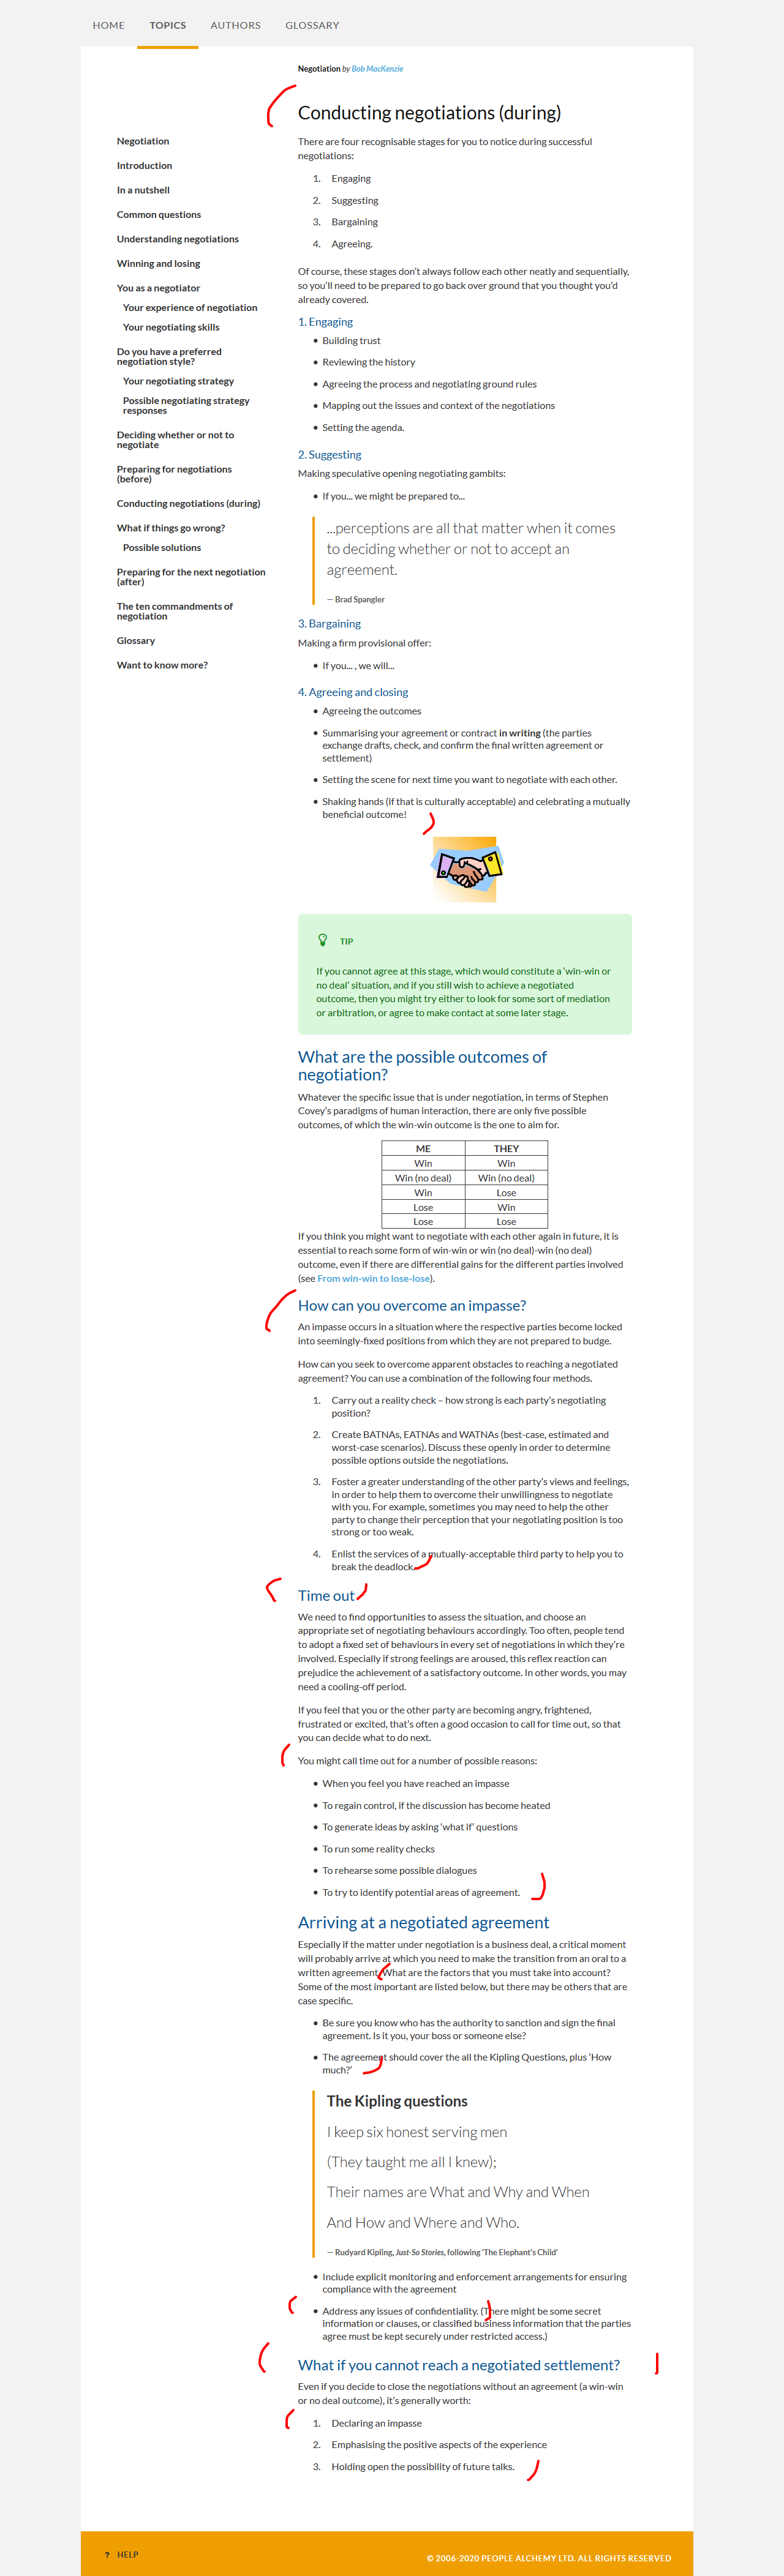 HOME TOPICS AUTHORS GLOSSARY
Negotiation by Bob MacKenzie
Negotiation
Introduction
In a nutshell
Common questions
Understanding negotiations
Winning and losing
You as a negotiator
Your experience of negotiation
Your negotiating skills
Do you have a preferred
negotiation style?
Your negotiating strategy
Possible negotiating strategy
responses
Deciding whether or not to
negotiate
Preparing for negotiations
(before)
Conducting negotiations (during)
What if things go wrong?
Possible solutions
Preparing for the next negotiation
(after)
The ten commandments of
negotiation
Glossary
Want to know more?
Conducting negotiations (during)
There are four recognisable stages for you to notice during successful
negotiations:
1. Engaging
2. Suggesting
3. Bargaining
4. Agreeing.
Of course, these stages don't always follow each other neatly and sequentially,
so you'll need to be prepared to go back over ground that you thought you'd
already covered.
1. Engaging
• Building trust
• Reviewing the history
• Agreeing the process and negotiating ground rules
• Mapping out the issues and context of the negotiations
• Setting the agenda.
2. Suggesting
Making speculative opening negotiating gambits:
• If you... we might be prepared to...
...perceptions are all that matter when it comes
to deciding whether or not to accept an
agreement.
— Brad Spangler
3. Bargaining
Making a firm provisional offer:
• If you... , we will...
4. Agreeing and closing
• Agreeing the outcomes
• Summarising your agreement or contract in writing (the parties
exchange drafts, check, and confirm the final written agreement or
settlement)
• Setting the scene for next time you want to negotiate with each other.
• Shaking hands (if that is culturally acceptable) and celebrating a mutually
beneficial outcome!
TIP
If you cannot agree at this stage, which would constitute a 'win-win or
no deal' situation, and if you still wish to achieve a negotiated
outcome, then you might try either to look for some sort of mediation
or arbitration, or agree to make contact at some later stage.
What are the possible outcomes of
negotiation?
Whatever the specific issue that is under negotiation, in terms of Stephen
Covey's paradigms of human interaction, there are only five possible
outcomes, of which the win-win outcome is the one to aim for.
ME THEY
Win Win
Win (no deal) Win (no deal)
Win Lose
Lose Win
Lose Lose
If you think you might want to negotiate with each other again in future, it is
essential to reach some form of win-win or win (no deal)-win (no deal)
outcome, even if there are differential gains for the different parties involved
(see From win-win to lose-lose).
How can you overcome an impasse?
An impasse occurs in a situation where the respective parties become locked
into seemingly-fixed positions from which they are not prepared to budge.
How can you seek to overcome apparent obstacles to reaching a negotiated
agreement? You can use a combination of the following four methods.
1. Carry out a reality check – how strong is each party's negotiating
position?
2. Create BATNAs, EATNAs and WATNAs (best-case, estimated and
worst-case scenarios). Discuss these openly in order to determine
possible options outside the negotiations.
3. Foster a greater understanding of the other party's views and feelings,
in order to help them to overcome their unwillingness to negotiate
with you. For example, sometimes you may need to help the other
party to change their perception that your negotiating position is too
strong or too weak.
4. Enlist the services of a mutually-acceptable third party to help you to
break the deadlock.
Time out
We need to find opportunities to assess the situation, and choose an
appropriate set of negotiating behaviours accordingly. Too often, people tend
to adopt a fixed set of behaviours in every set of negotiations in which they're
involved. Especially if strong feelings are aroused, this reflex reaction can
prejudice the achievement of a satisfactory outcome. In other words, you may
need a cooling-off period.
If you feel that you or the other party are becoming angry, frightened,
frustrated or excited, that's often a good occasion to call for time out, so that
you can decide what to do next.
You might call time out for a number of possible reasons:
• When you feel you have reached an impasse
• To regain control, if the discussion has become heated
• To generate ideas by asking 'what if' questions
• To run some reality checks
• To rehearse some possible dialogues
• To try to identify potential areas of agreement.
Arriving at a negotiated agreement
Especially if the matter under negotiation is a business deal, a critical moment
will probably arrive at which you need to make the transition from an oral to a
written agreement. What are the factors that you must take into account?
Some of the most important are listed below, but there may be others that are
case specific.
• Be sure you know who has the authority to sanction and sign the final
agreement. Is it you, your boss or someone else?
• The agreement should cover the all the Kipling Questions, plus 'How
much?'
The Kipling questions
I keep six honest serving men
(They taught me all I knew);
Their names are What and Why and When
And How and Where and Who.
— Rudyard Kipling, Just-So Stories, following 'The Elephant's Child'
• Include explicit monitoring and enforcement arrangements for ensuring
compliance with the agreement
• Address any issues of confidentiality. (There might be some secret
information or clauses, or classified business information that the parties
agree must be kept securely under restricted access.)
What if you cannot reach a negotiated settlement?
Even if you decide to close the negotiations without an agreement (a win-win
or no deal outcome), it's generally worth:
1. Declaring an impasse
2. Emphasising the positive aspects of the experience
3. Holding open the possibility of future talks.
? HELP
© 2006-2020 PEOPLE ALCHEMY LTD. ALL RIGHTS RESERVED